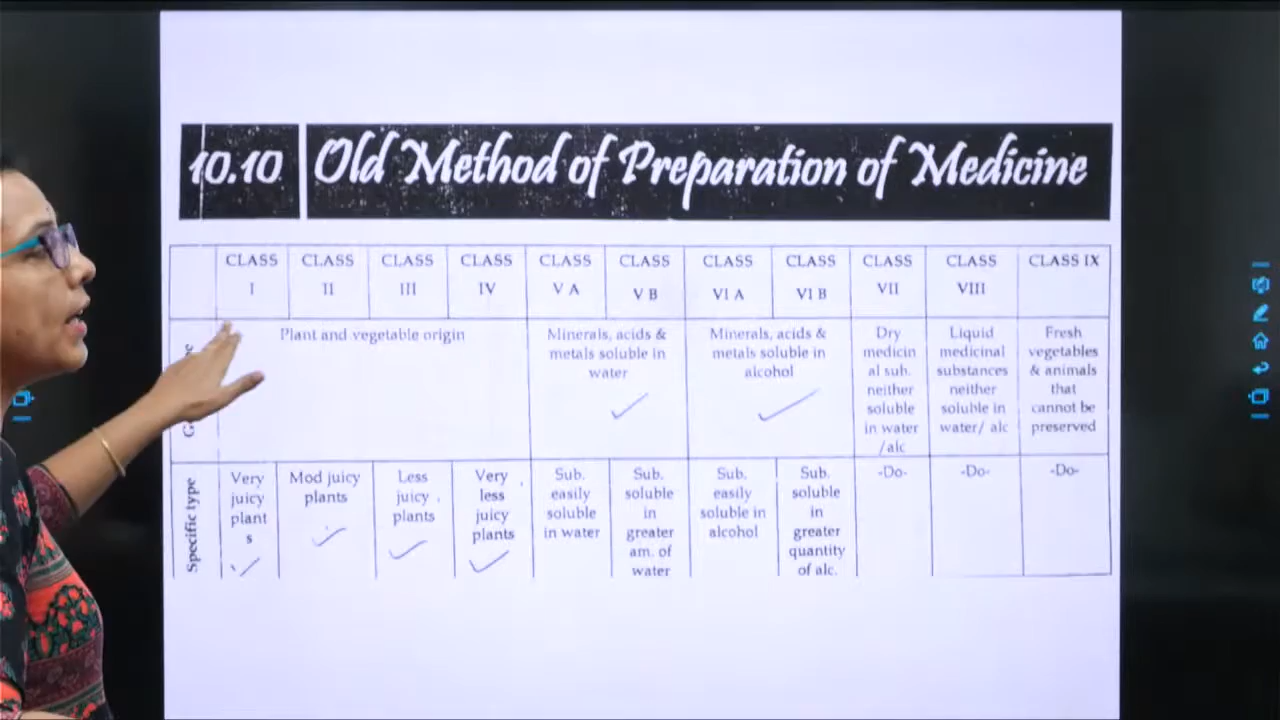 10.10 Old Method of Preparation of Medicine
CLASS I
CLASS II
CLASS III
CLASS IV
CLASS V A
CLASS V B
CLASS VI A
CLASS VI B
CLASS VII
CLASS VIII
CLASS IX
Plant and vegetable origin
Minerals, acids &
metals soluble in
water
Minerals, acids &
metals soluble in
alcohol
Dry
medicin
al sub.
neither
soluble
in water
/alc
Liquid
medicinal
substances
neither
soluble in
water/ alc
Fresh
vegetables
& animals
that
cannot be
preserved
Specific type
Very
juicy
plant
s
Mod juicy
plants
Less
juicy
plants
Very
less
juicy
plants
Sub.
easily
soluble
in water
Sub.
soluble
in
greater
am. of
water
Sub.
easily
soluble in
alcohol
Sub.
soluble
in
greater
quantity
of alc.
-Do-
-Do-
-Do-